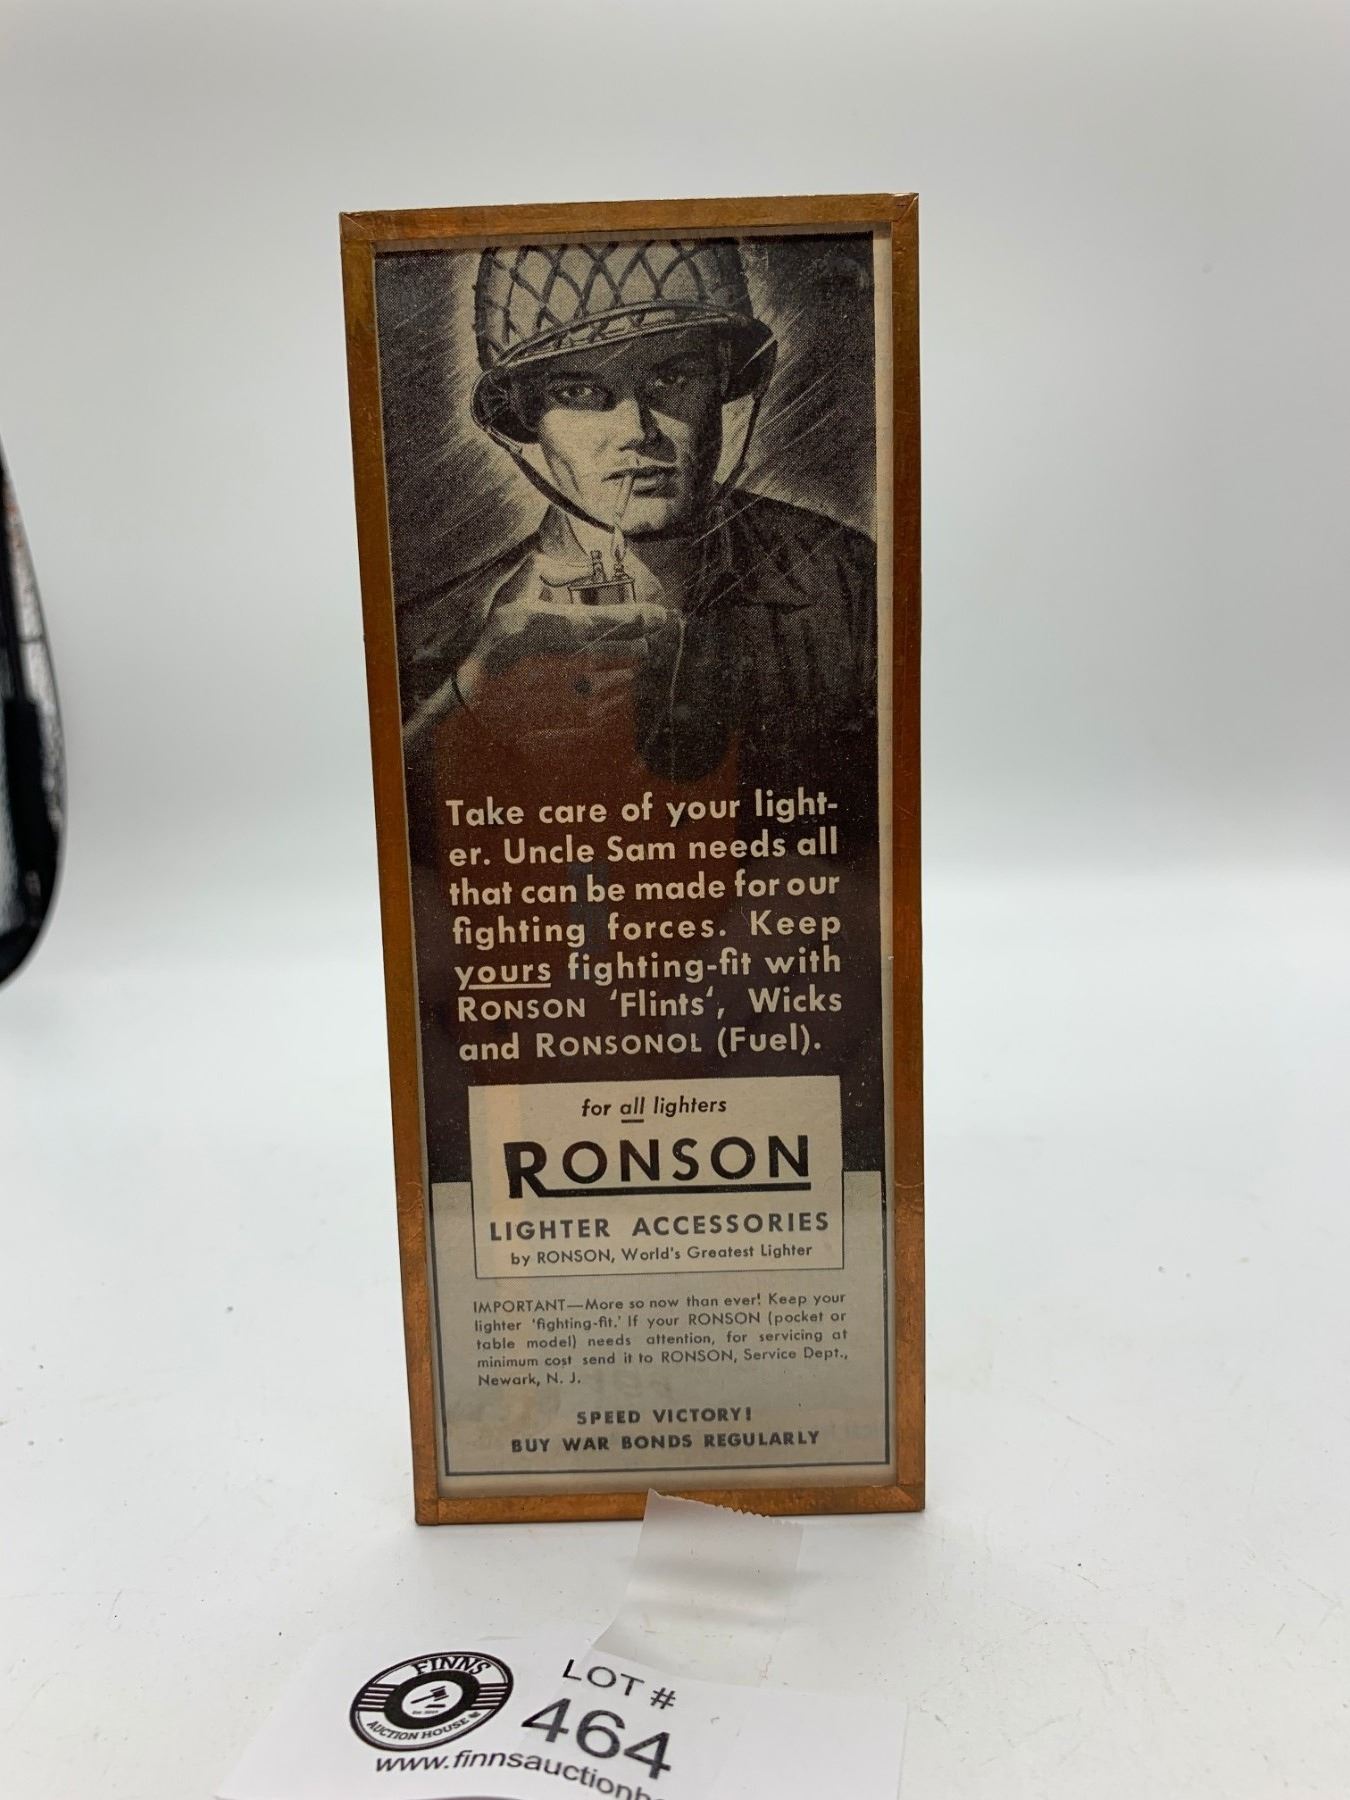 Take care of your light-
er. Uncle Sam needs all
that can be made for our
fighting forces. Keep
yours fighting-fit with
RONSON ‘Flints‘, Wicks
and RONSONOL (Fuel).
for all lighters
RONSON
LIGHTER ACCESSORIES
by RONSON, World's Greatest Lighter
IMPORTANT—More so now than ever! Keep your
lighter 'fighting-fit.' If your RONSON (pocket or
table model) needs attention, for servicing at
minimum cost send it to RONSON, Service Dept.,
Newark, N. J.
SPEED VICTORY!
BUY WAR BONDS REGULARLY
FINNS
AUCTION HOUSE
LOT #
464
www.finnsauctionh